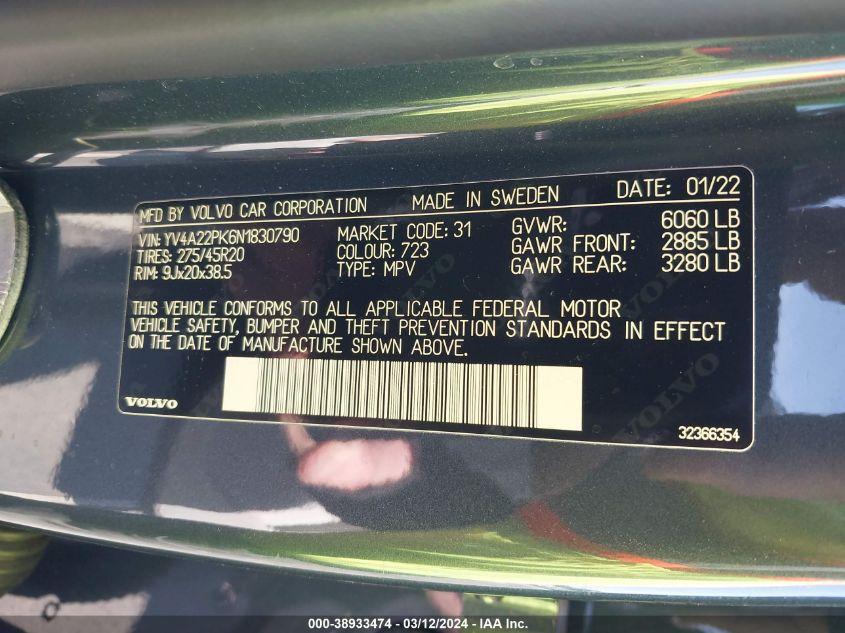 MFD BY VOLVO CAR CORPORATION MADE IN SWEDEN DATE: 01/22
VIN: YV4A22PK6N1830790 MARKET CODE: 31 GVWR: 6060 LB
TIRES: 275/45R20 COLOUR: 723 GAWR FRONT: 2885 LB
RIM: 9Jx20x38.5 TYPE: MPV GAWR REAR: 3280 LB
THIS VEHICLE CONFORMS TO ALL APPLICABLE FEDERAL MOTOR
VEHICLE SAFETY, BUMPER AND THEFT PREVENTION STANDARDS IN EFFECT
ON THE DATE OF MANUFACTURE SHOWN ABOVE.
VOLVO
32366354
000-38933474 - 03/12/2024 - IAA Inc.